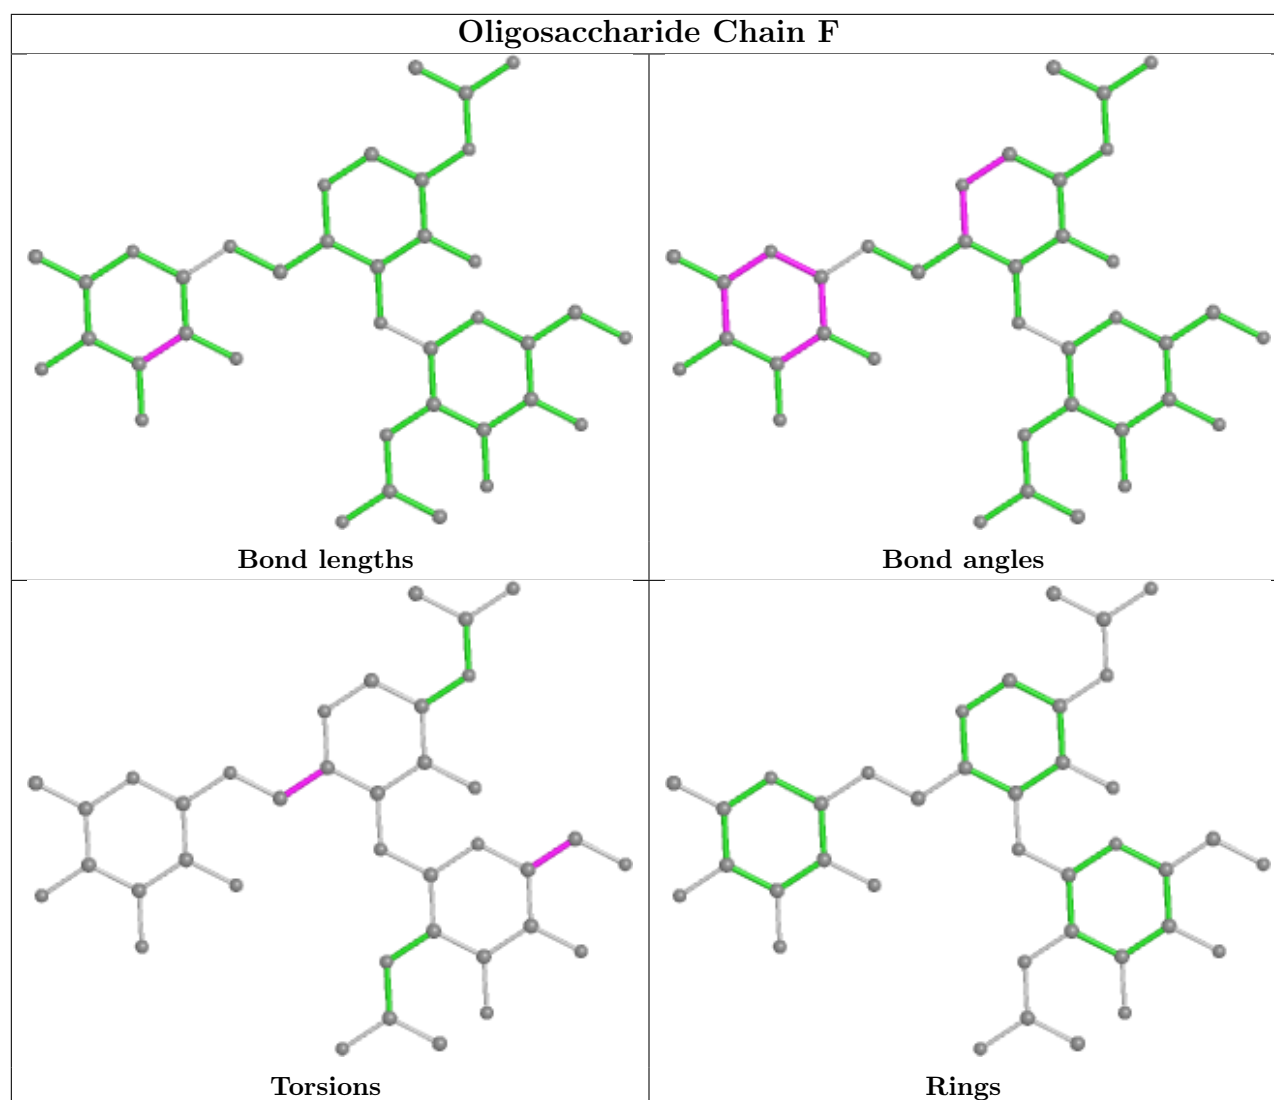 Oligosaccharide Chain F
Bond lengths
Bond angles
Torsions
Rings